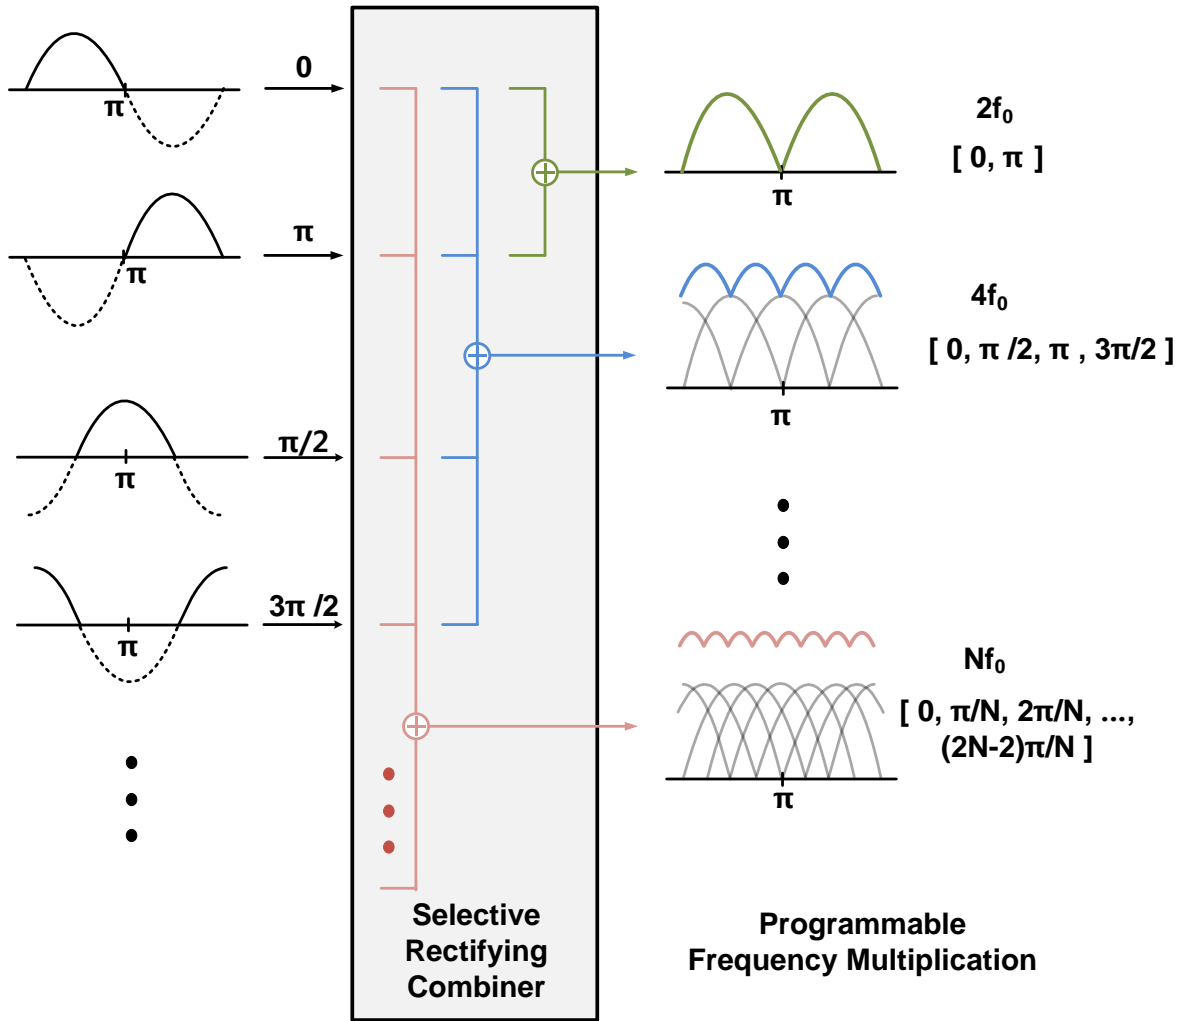 0
π
π
π
π/2
π
3π /2
π
Selective
Rectifying
Combiner
2f₀
[ 0, π ]
π
4f₀
[ 0, π /2, π , 3π/2 ]
π
Nf₀
[ 0, π/N, 2π/N, ...,
(2N-2)π/N ]
π
Programmable
Frequency Multiplication